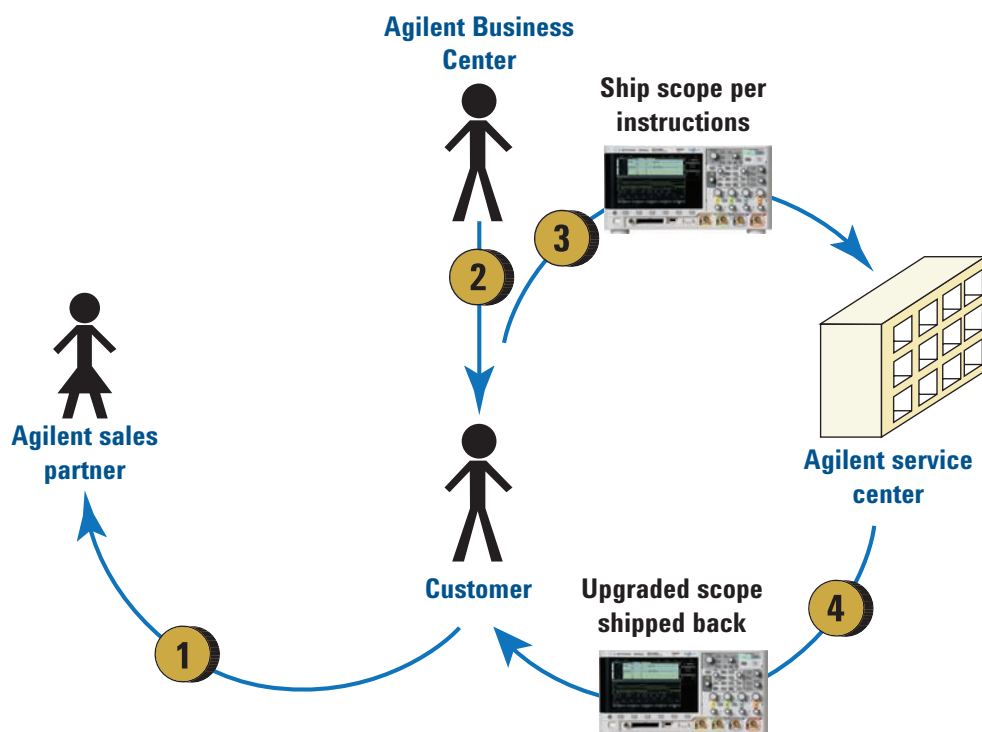 Agilent Business
Center
Ship scope per
instructions
3
2
Agilent sales
partner
Agilent service
center
Customer
Upgraded scope
shipped back
4
1